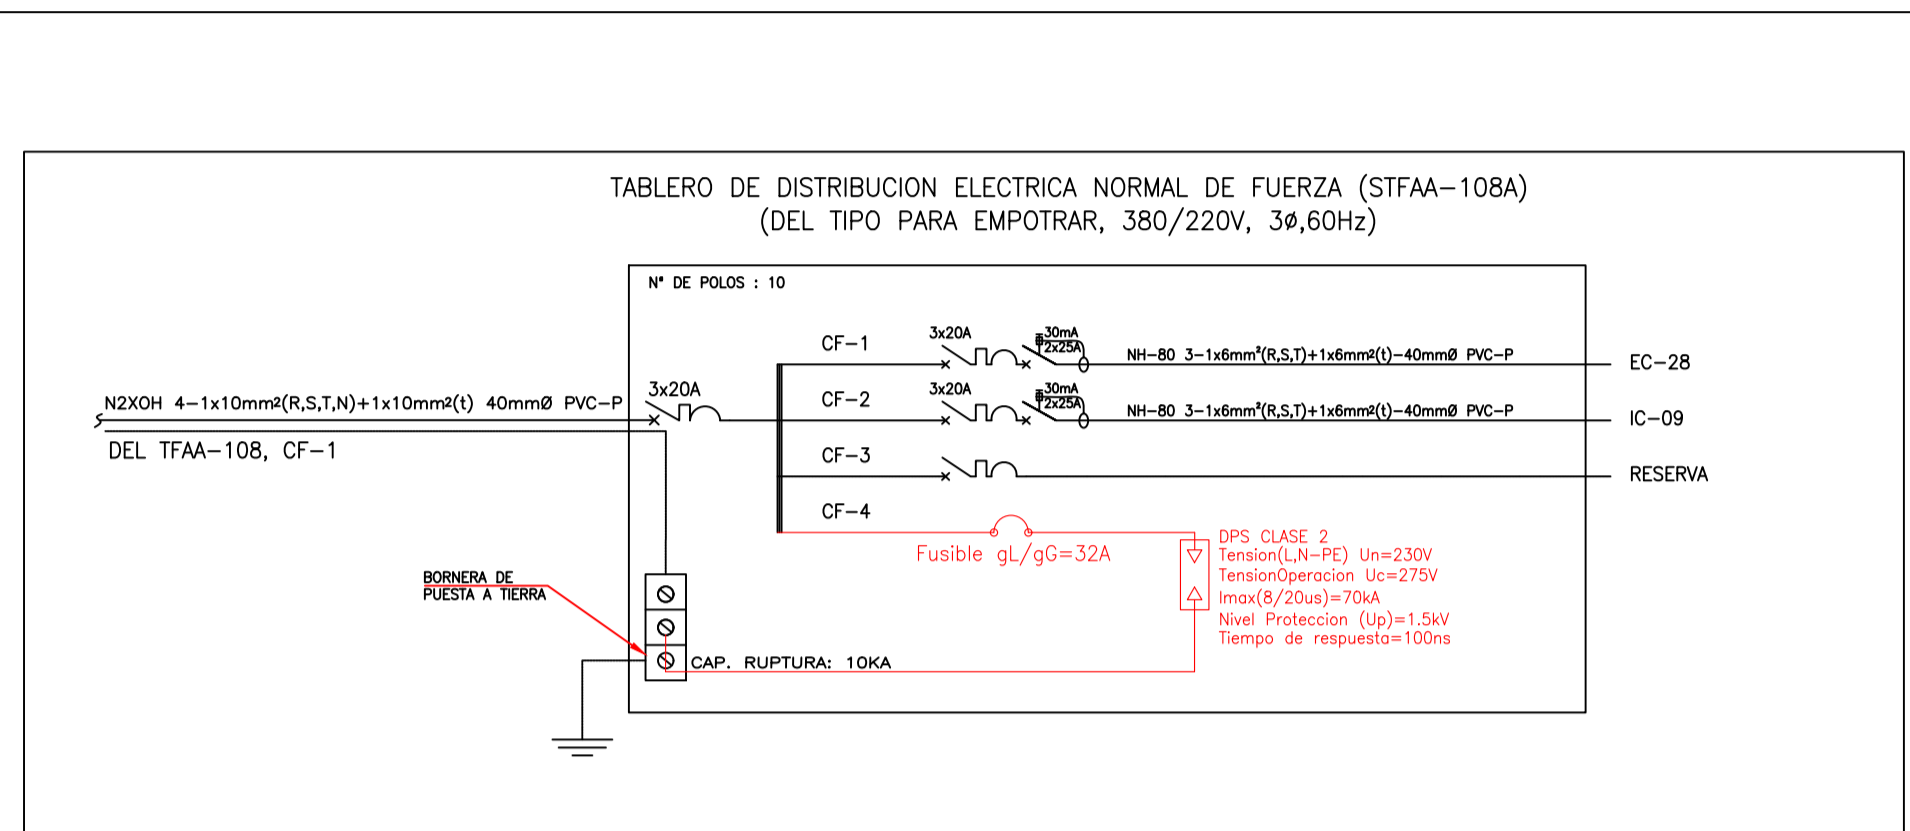 TABLERO DE DISTRIBUCION ELECTRICA NORMAL DE FUERZA (STFAA-108A)
(DEL TIPO PARA EMPOTRAR, 380/220V, 3ø,60Hz)
N° DE POLOS : 10
CF-1
3x20A
30mA
2x25A
NH-80 3-1x6mm²(R,S,T)+1x6mm²(t)-40mmØ PVC-P
EC-28
N2XOH 4-1x10mm²(R,S,T,N)+1x10mm²(t) 40mmØ PVC-P
3x20A
CF-2
3x20A
30mA
2x25A
NH-80 3-1x6mm²(R,S,T)+1x6mm²(t)-40mmØ PVC-P
IC-09
DEL TFAA-108, CF-1
CF-3
RESERVA
CF-4
Fusible gL/gG=32A
DPS CLASE 2
Tension(L,N-PE) Un=230V
TensionOperacion Uc=275V
Imax(8/20us)=70kA
Nivel Proteccion (Up)=1.5kV
Tiempo de respuesta=100ns
BORNERA DE
PUESTA A TIERRA
CAP. RUPTURA: 10KA